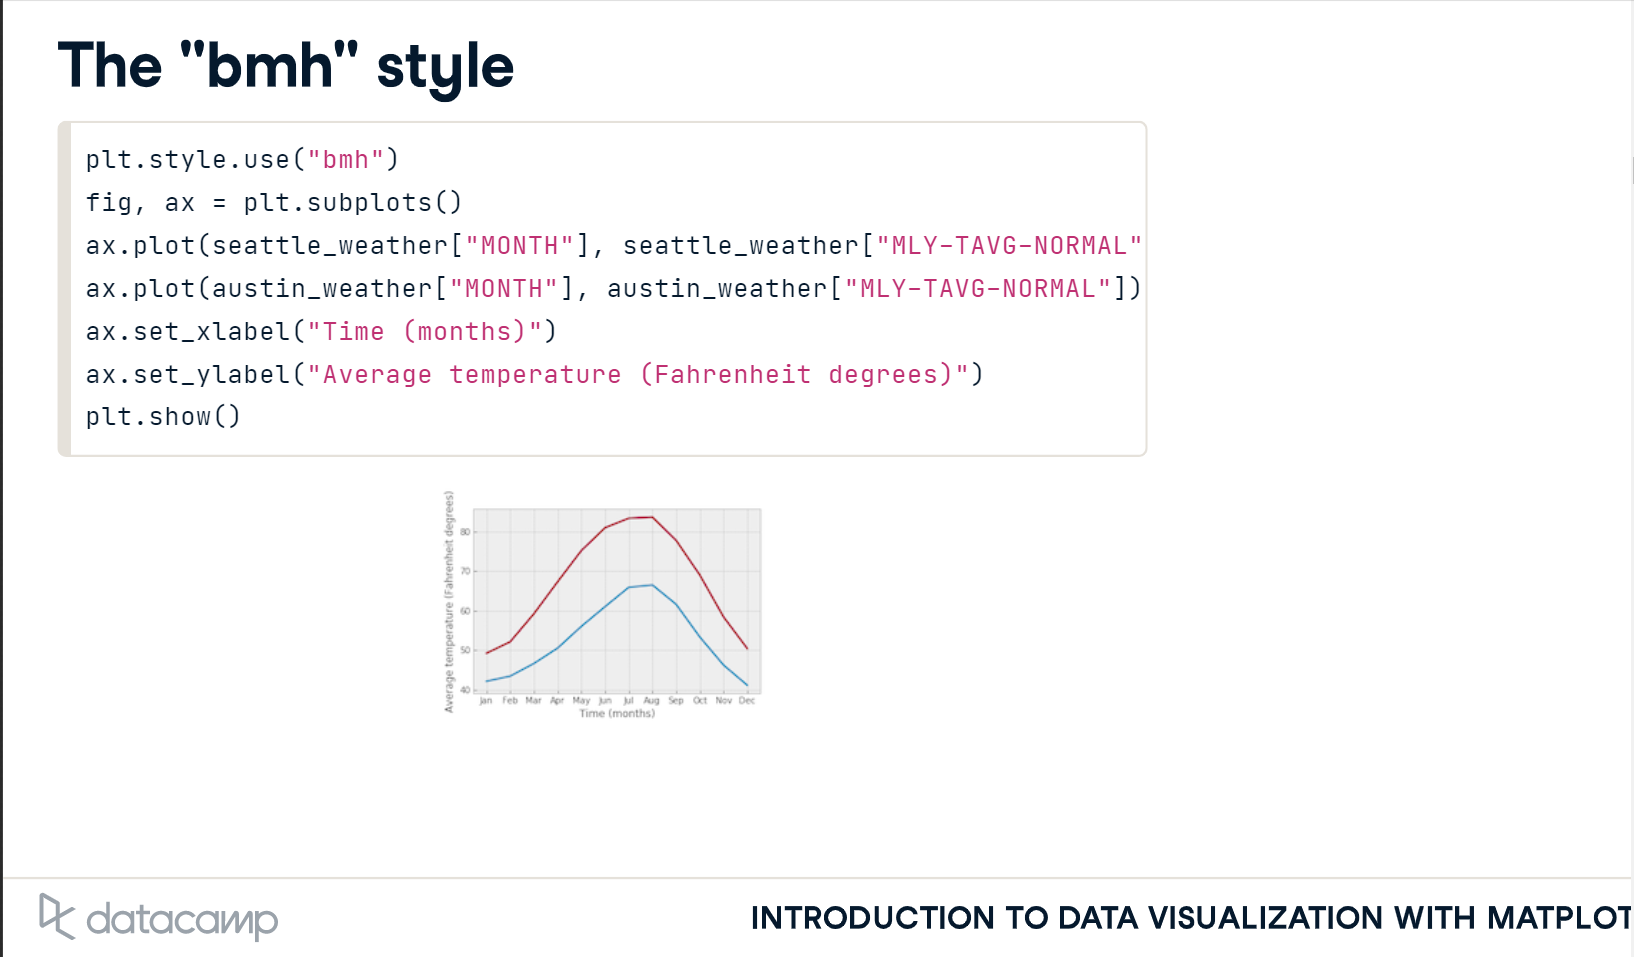 The "bmh" style
plt.style.use("bmh")
fig, ax = plt.subplots()
ax.plot(seattle_weather["MONTH"], seattle_weather["MLY-TAVG-NORMAL"
ax.plot(austin_weather["MONTH"], austin_weather["MLY-TAVG-NORMAL"])
ax.set_xlabel("Time (months)")
ax.set_ylabel("Average temperature (Fahrenheit degrees)")
plt.show()
Average temperature (Fahrenheit degrees)
80
70
60
50
40
Jan Feb Mar Apr May Jun Jul Aug Sep Oct Nov Dec
Time (months)
datacamp
INTRODUCTION TO DATA VISUALIZATION WITH MATPLOT